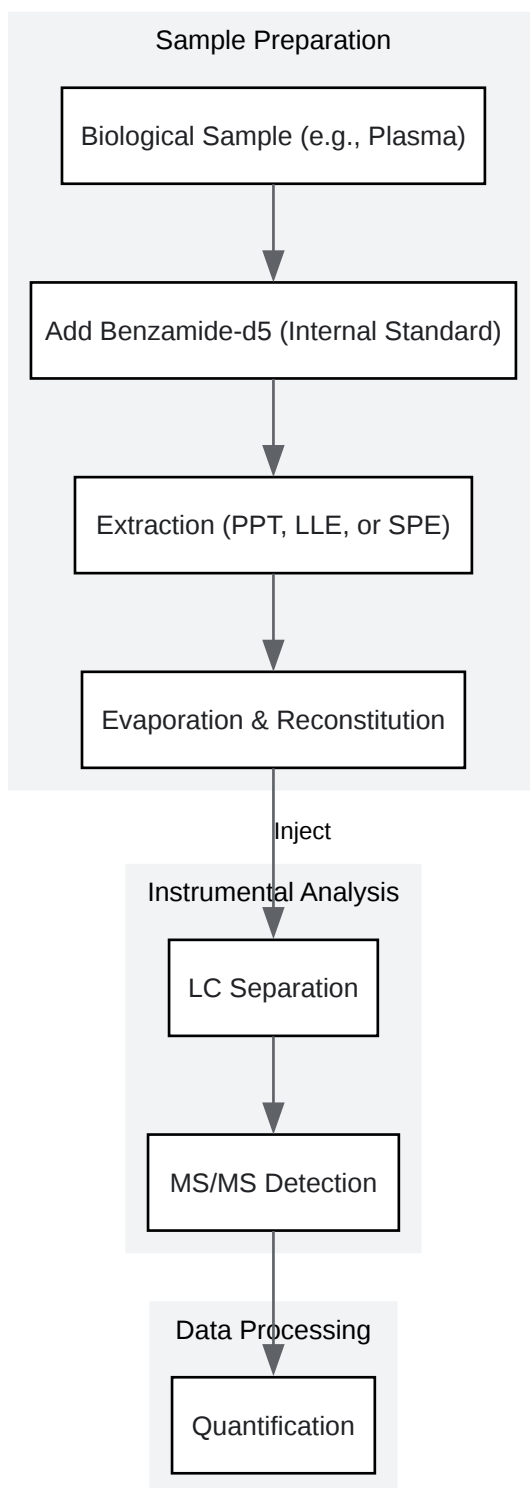 Sample Preparation
Biological Sample (e.g., Plasma)
Add Benzamide-d5 (Internal Standard)
Extraction (PPT, LLE, or SPE)
Evaporation & Reconstitution
Inject
Instrumental Analysis
LC Separation
MS/MS Detection
Data Processing
Quantification